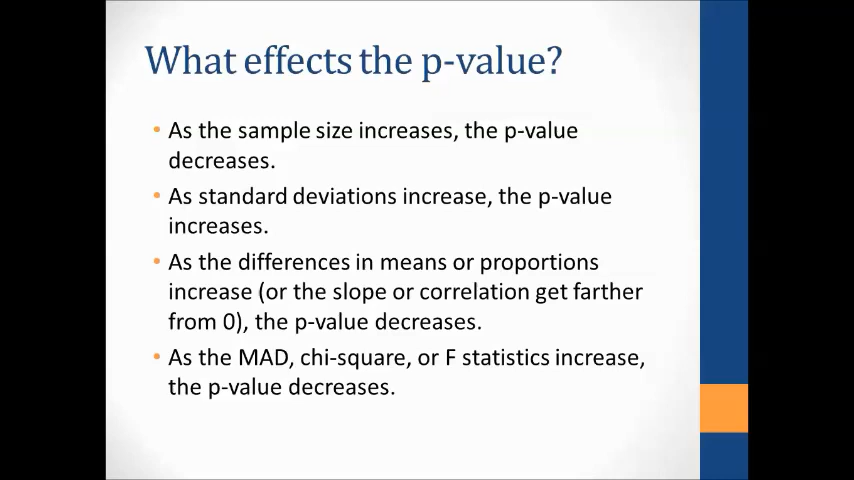 What effects the p-value?
• As the sample size increases, the p-value
decreases.
• As standard deviations increase, the p-value
increases.
• As the differences in means or proportions
increase (or the slope or correlation get farther
from 0), the p-value decreases.
• As the MAD, chi-square, or F statistics increase,
the p-value decreases.